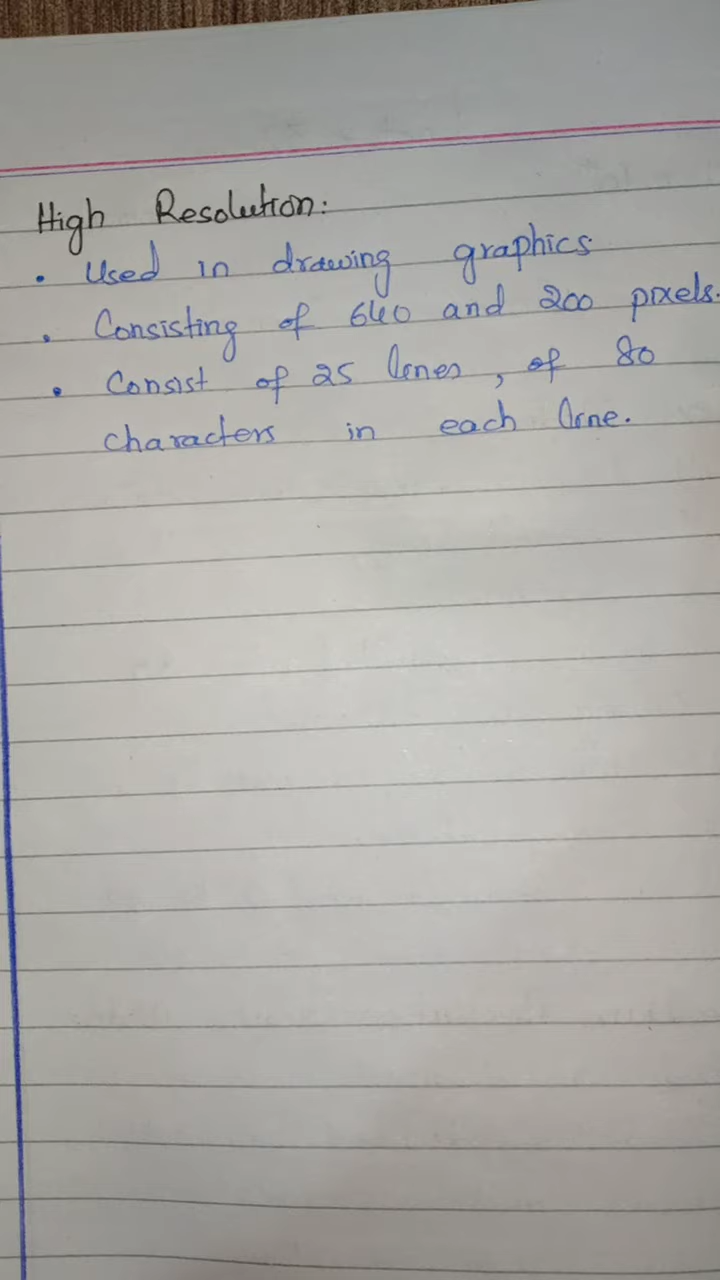 High Resolution:
• Used in drawing graphics.
• Consisting of 640 and 200 pixels.
• Consist of 25 lines, of 80
characters in each line.